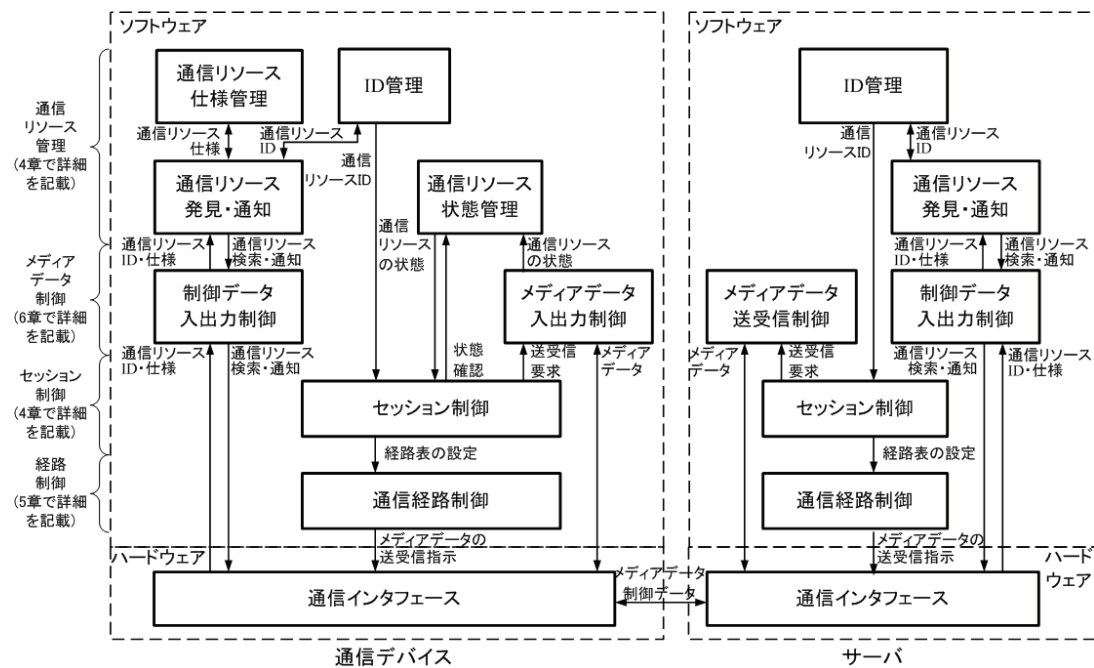 ソフトウェア
通信
リソース
管理
(4章で詳細
を記載)
メディア
データ
制御
(6章で詳細
を記載)
セッション
制御
(4章で詳細
を記載)
経路
制御
(5章で詳細
を記載)
通信リソース
仕様管理
ID管理
通信リソース
仕様
通信リソース
ID
通信
リソースID
通信リソース
発見・通知
通信リソース
状態管理
通信リソース
ID・仕様
通信リソース
検索・通知
通信
リソース
の状態
通信リソース
の状態
制御データ
入出力制御
メディアデータ
入出力制御
通信リソース
ID・仕様
通信リソース
検索・通知
状態
確認
送受信
要求
メディア
データ
セッション制御
経路表の設定
通信経路制御
メディアデータの
送受信指示
ハードウェア
通信インタフェース
通信デバイス
メディアデータ
制御データ
ソフトウェア
ID管理
通信
リソースID
通信リソース
ID
通信リソース
発見・通知
通信リソース
ID・仕様
通信リソース
検索・通知
メディアデータ
送受信制御
制御データ
入出力制御
メディア
データ
送受信
要求
通信リソース
検索・通知
通信リソース
ID・仕様
セッション制御
経路表の設定
通信経路制御
メディアデータの
送受信指示
ハード
ウェア
通信インタフェース
サーバ